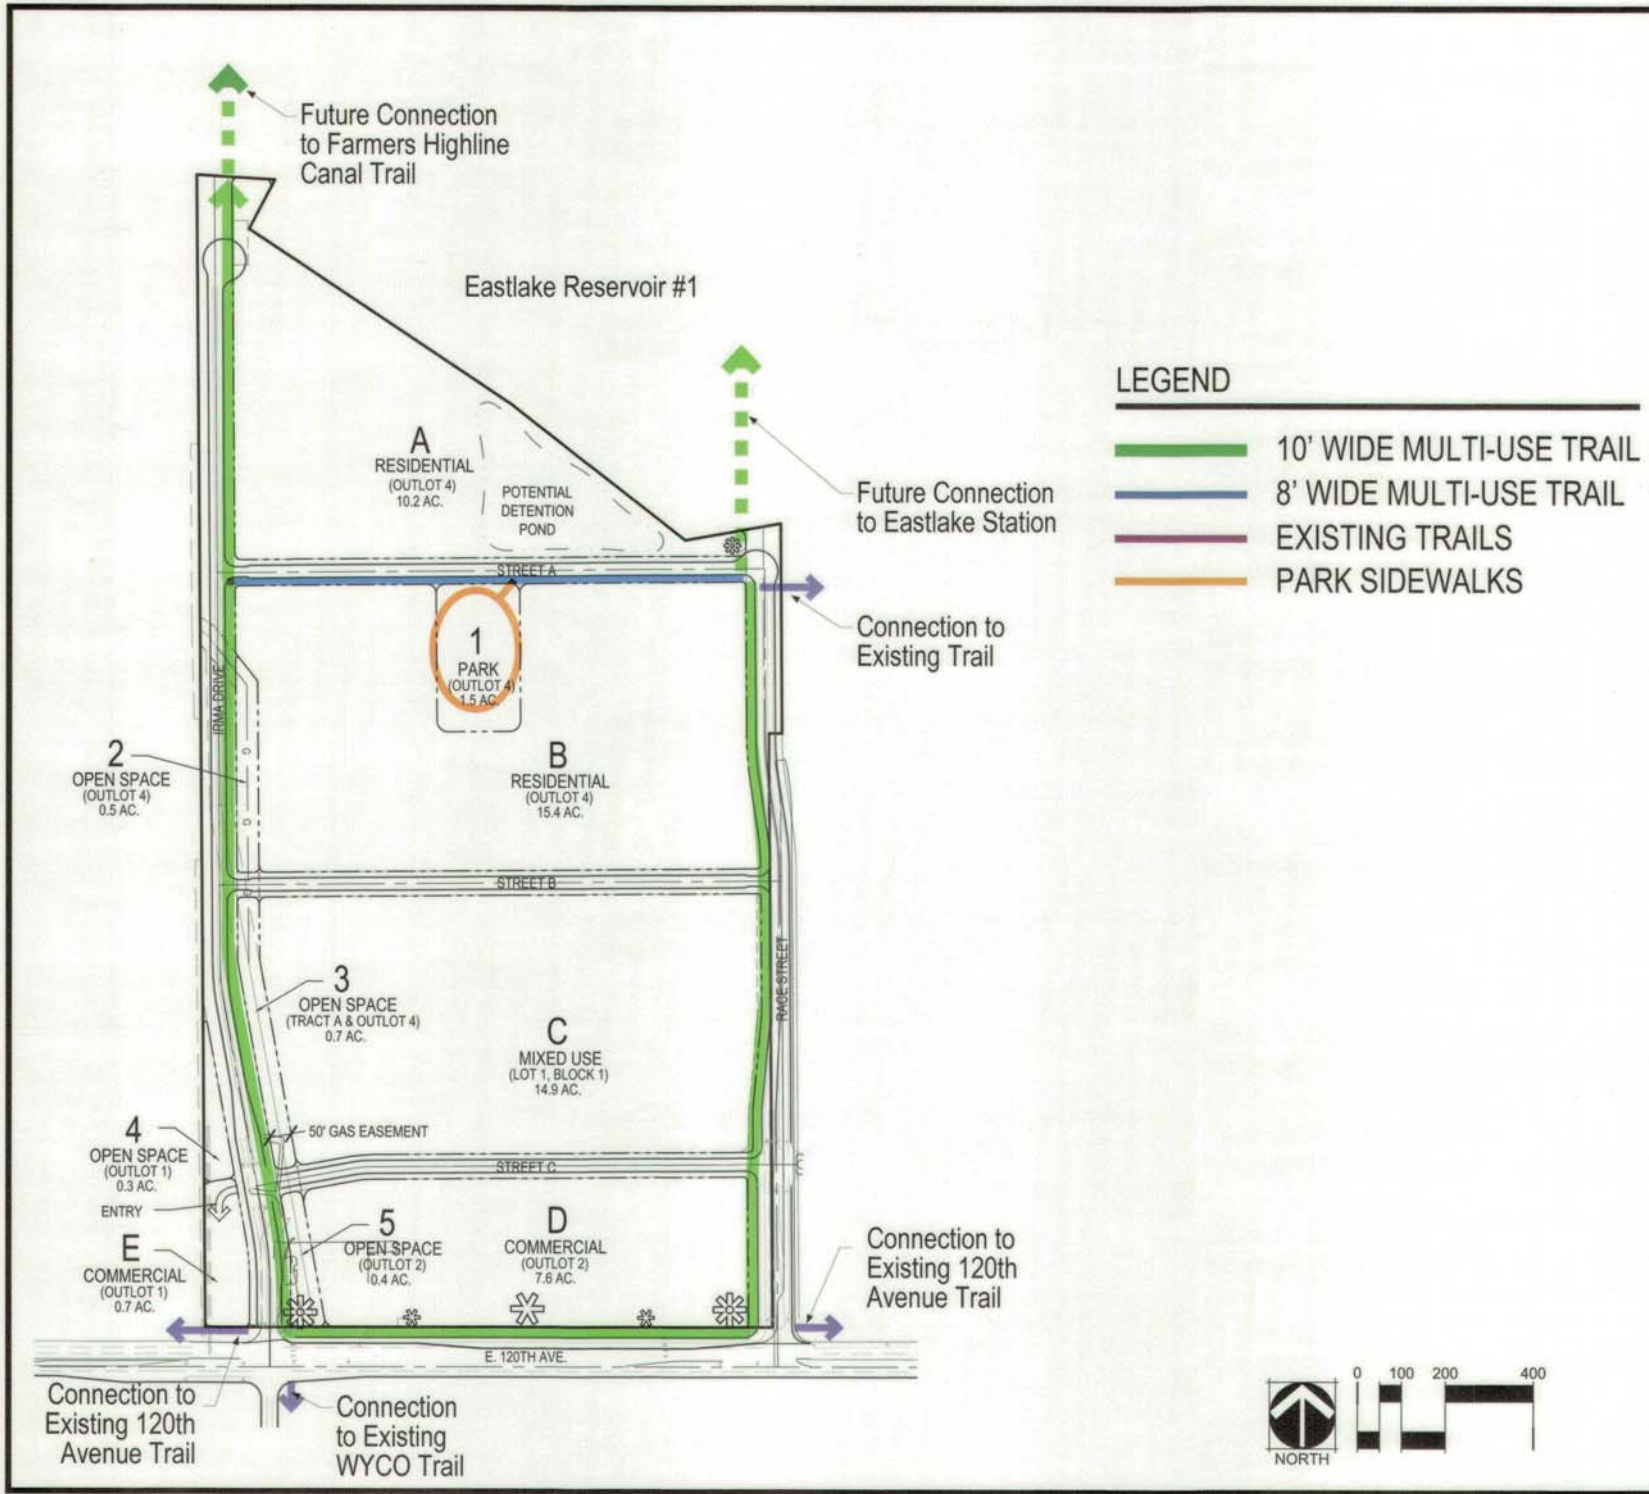 Future Connection
to Farmers Highline
Canal Trail
Eastlake Reservoir #1
LEGEND
10' WIDE MULTI-USE TRAIL
8' WIDE MULTI-USE TRAIL
EXISTING TRAILS
PARK SIDEWALKS
A
RESIDENTIAL
(OUTLOT 4)
10.2 AC.
POTENTIAL
DETENTION
POND
Future Connection
to Eastlake Station
STREET A
Connection to
Existing Trail
1
PARK
(OUTLOT 4)
1.5 AC.
IRMA DRIVE
G
G
G
2
OPEN SPACE
(OUTLOT 4)
0.5 AC.
B
RESIDENTIAL
(OUTLOT 4)
15.4 AC.
STREET B
RACE STREET
3
OPEN SPACE
(TRACT A & OUTLOT 4)
0.7 AC.
C
MIXED USE
(LOT 1, BLOCK 1)
14.9 AC.
50' GAS EASEMENT
4
OPEN SPACE
(OUTLOT 1)
0.3 AC.
STREET C
ENTRY
E
COMMERCIAL
(OUTLOT 1)
0.7 AC.
5
OPEN SPACE
(OUTLOT 2)
0.4 AC.
D
COMMERCIAL
(OUTLOT 2)
7.6 AC.
Connection to
Existing 120th
Avenue Trail
E. 120TH AVE.
Connection to
Existing 120th
Avenue Trail
Connection
to Existing
WYCO Trail
NORTH
0 100 200 400